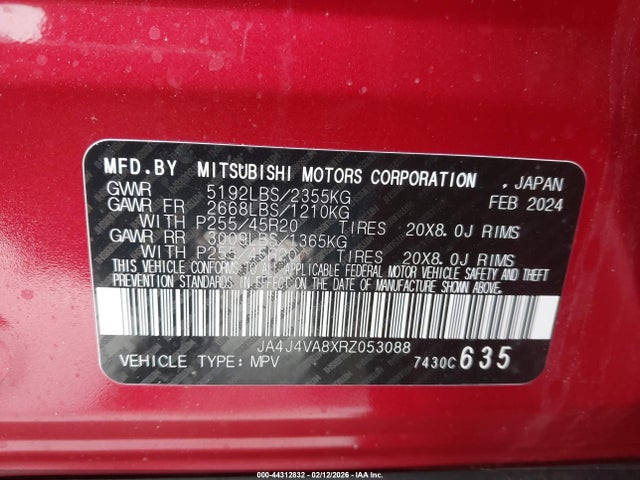 MFD.BY MITSUBISHI MOTORS CORPORATION , JAPAN
GVWR 5192LBS/2355KG FEB 2024
GAWR FR 2668LBS/1210KG
WITH P255/45R20 TIRES 20X8.0J RIMS
GAWR RR 3009LBS/1365KG
WITH P255 TIRES 20X8.0J RIMS
THIS VEHICLE CONFORMS TO ALL APPLICABLE FEDERAL MOTOR VEHICLE SAFETY AND THEFT
PREVENTION STANDARDS IN EFFECT ON THE DATE OF MANUFACTURE SHOWN ABOVE.
JA4J4VA8XRZ053088
VEHICLE TYPE: MPV 7430C 635
000-44312832 - 02/12/2026 - © IAA Inc.